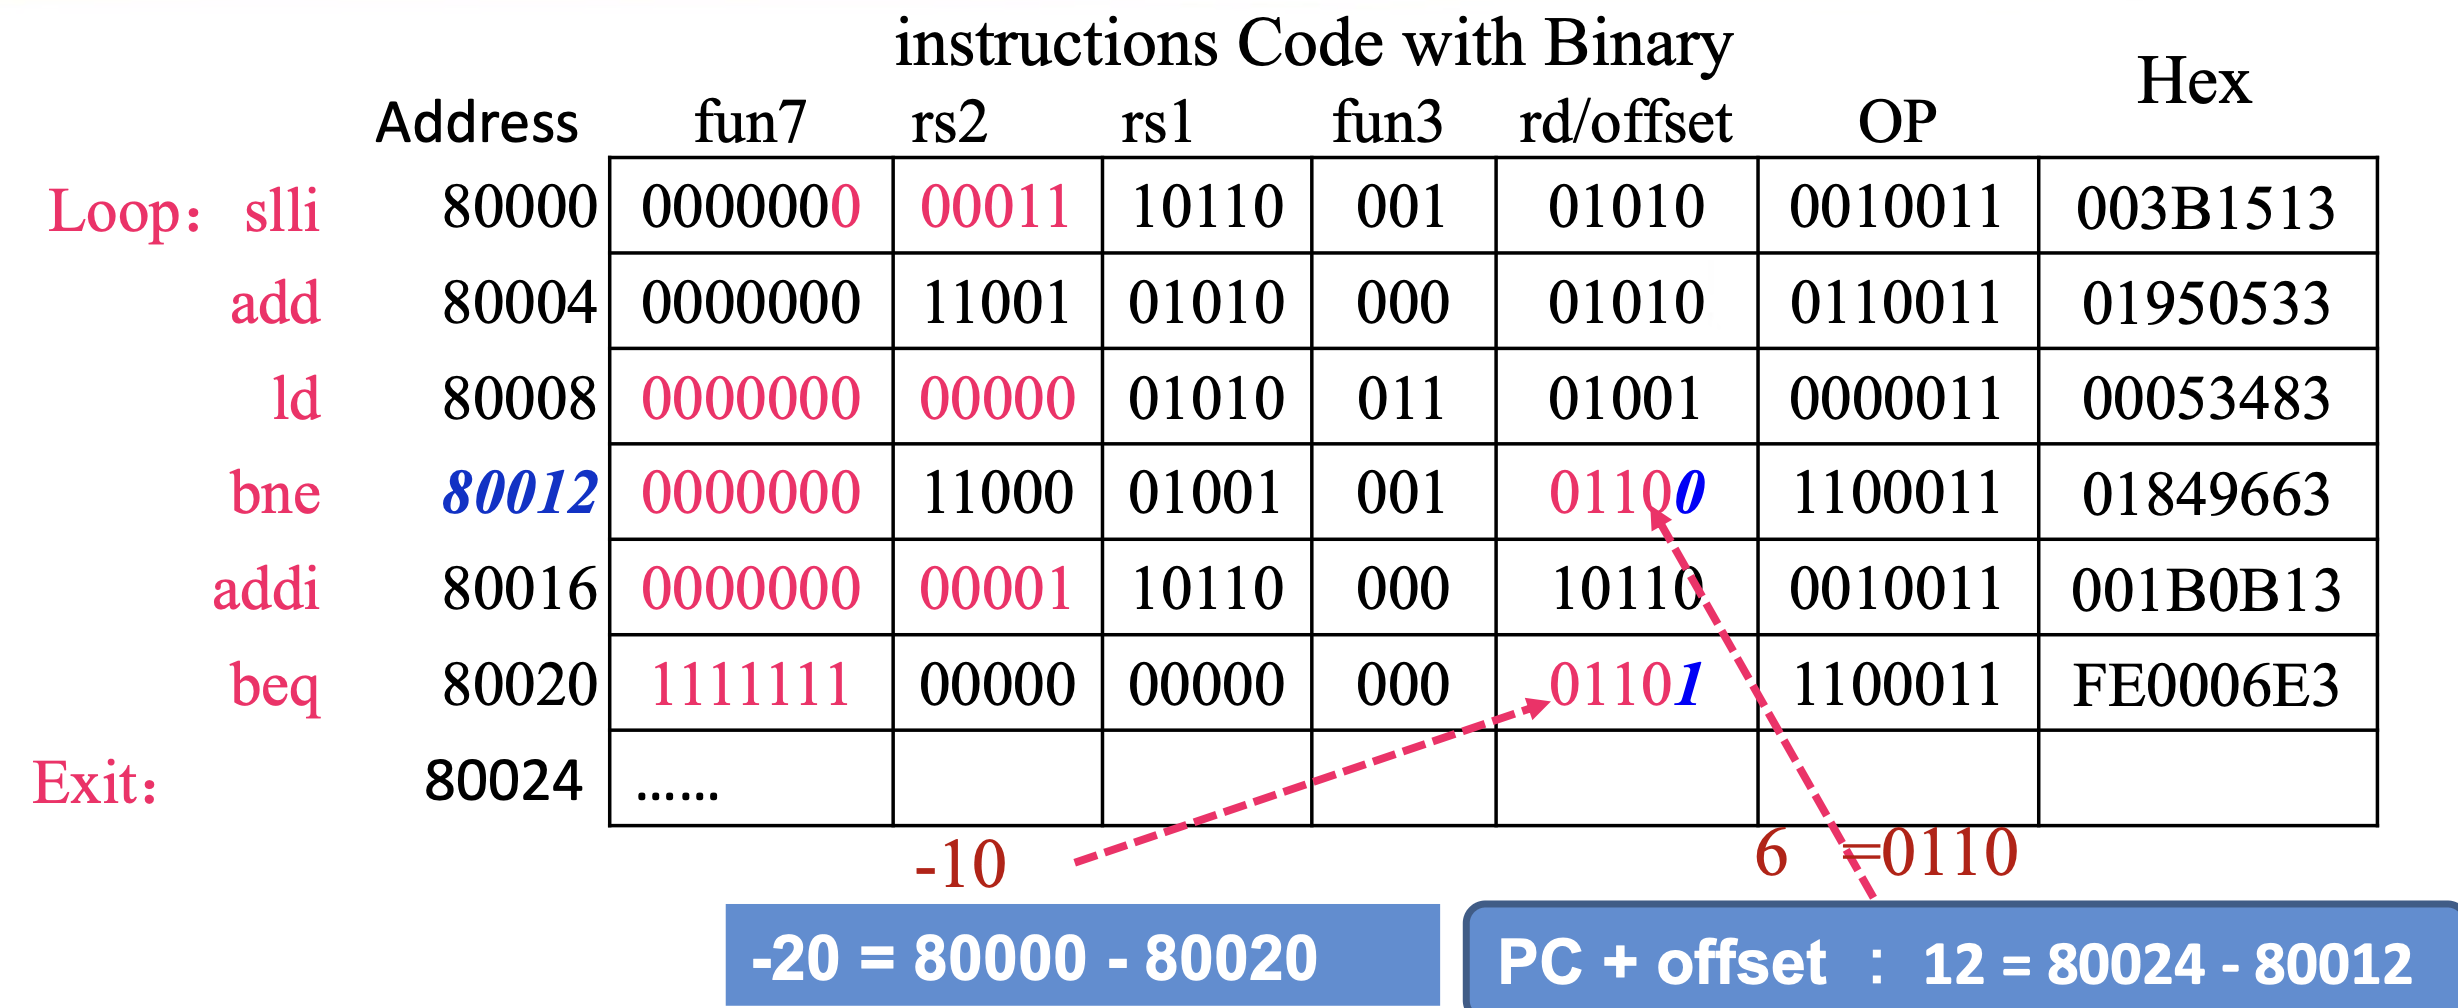 instructions Code with Binary
Hex
Address fun7 rs2 rs1 fun3 rd/offset OP
Loop： slli 80000 0000000 00011 10110 001 01010 0010011 003B1513
add 80004 0000000 11001 01010 000 01010 0110011 01950533
ld 80008 0000000 00000 01010 011 01001 0000011 00053483
bne 80012 0000000 11000 01001 001 01100 1100011 01849663
addi 80016 0000000 00001 10110 000 10110 0010011 001B0B13
beq 80020 1111111 00000 00000 000 01101 1100011 FE0006E3
Exit： 80024 ......
-10 6 =0110
-20 = 80000 - 80020
PC + offset ： 12 = 80024 - 80012